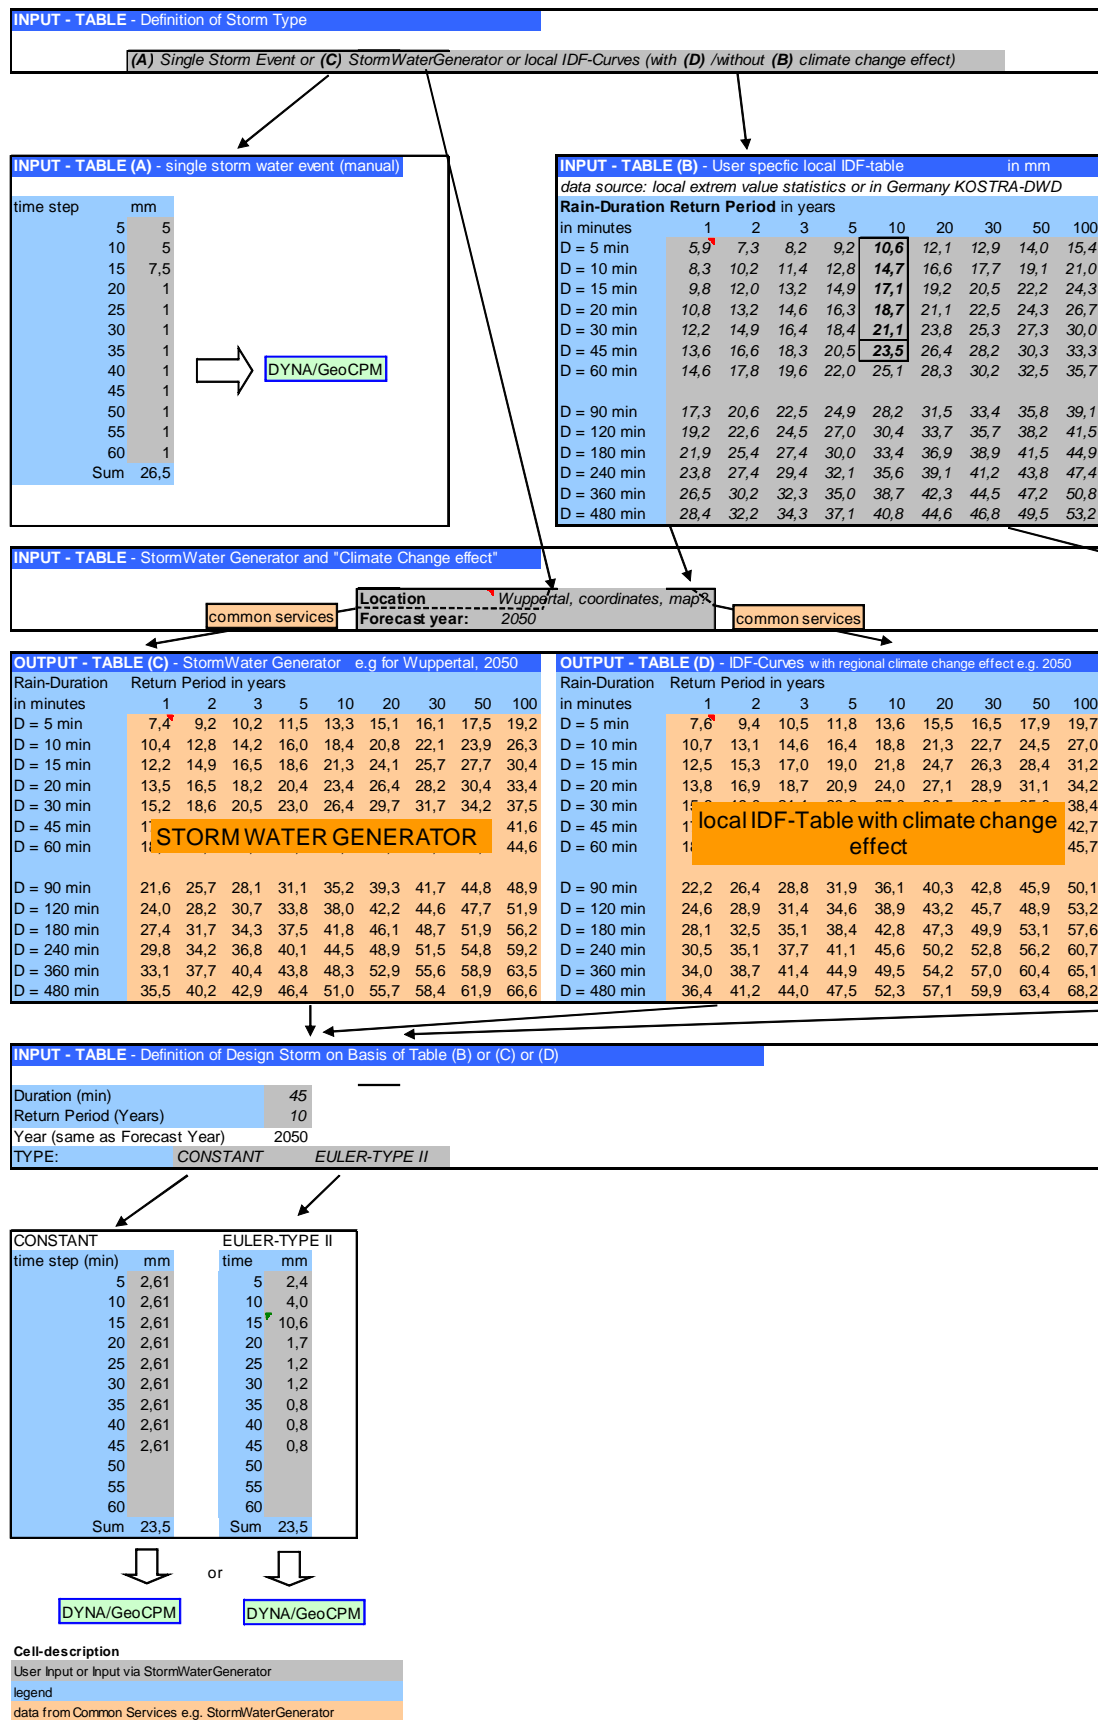 INPUT - TABLE - Definition of Storm Type
(A) Single Storm Event or (C) StormWaterGenerator or local IDF-Curves (with (D) /without (B) climate change effect)
INPUT - TABLE (A) - single storm water event (manual)
time step mm
5 5
10 5
15 7,5
20 1
25 1
30 1
35 1
40 1
45 1
50 1
55 1
60 1
Sum 26,5
DYNA/GeoCPM
INPUT - TABLE (B) - User specfic local IDF-table in mm
data source: local extrem value statistics or in Germany KOSTRA-DWD
Rain-Duration Return Period in years
in minutes 1 2 3 5 10 20 30 50 100
D = 5 min 5,9 7,3 8,2 9,2 10,6 12,1 12,9 14,0 15,4
D = 10 min 8,3 10,2 11,4 12,8 14,7 16,6 17,7 19,1 21,0
D = 15 min 9,8 12,0 13,2 14,9 17,1 19,2 20,5 22,2 24,3
D = 20 min 10,8 13,2 14,6 16,3 18,7 21,1 22,5 24,3 26,7
D = 30 min 12,2 14,9 16,4 18,4 21,1 23,8 25,3 27,3 30,0
D = 45 min 13,6 16,6 18,3 20,5 23,5 26,4 28,2 30,3 33,3
D = 60 min 14,6 17,8 19,6 22,0 25,1 28,3 30,2 32,5 35,7
D = 90 min 17,3 20,6 22,5 24,9 28,2 31,5 33,4 35,8 39,1
D = 120 min 19,2 22,6 24,5 27,0 30,4 33,7 35,7 38,2 41,5
D = 180 min 21,9 25,4 27,4 30,0 33,4 36,9 38,9 41,5 44,9
D = 240 min 23,8 27,4 29,4 32,1 35,6 39,1 41,2 43,8 47,4
D = 360 min 26,5 30,2 32,3 35,0 38,7 42,3 44,5 47,2 50,8
D = 480 min 28,4 32,2 34,3 37,1 40,8 44,6 46,8 49,5 53,2
INPUT - TABLE - StormWater Generator and "Climate Change effect"
Location Wuppertal, coordinates, map?
Forecast year: 2050
common services
common services
OUTPUT - TABLE (C) - StormWater Generator e.g for Wuppertal, 2050
Rain-Duration Return Period in years
in minutes 1 2 3 5 10 20 30 50 100
D = 5 min 7,4 9,2 10,2 11,5 13,3 15,1 16,1 17,5 19,2
D = 10 min 10,4 12,8 14,2 16,0 18,4 20,8 22,1 23,9 26,3
D = 15 min 12,2 14,9 16,5 18,6 21,3 24,1 25,7 27,7 30,4
D = 20 min 13,5 16,5 18,2 20,4 23,4 26,4 28,2 30,4 33,4
D = 30 min 15,2 18,6 20,5 23,0 26,4 29,7 31,7 34,2 37,5
D = 45 min 41,6
D = 60 min 44,6
STORM WATER GENERATOR
D = 90 min 21,6 25,7 28,1 31,1 35,2 39,3 41,7 44,8 48,9
D = 120 min 24,0 28,2 30,7 33,8 38,0 42,2 44,6 47,7 51,9
D = 180 min 27,4 31,7 34,3 37,5 41,8 46,1 48,7 51,9 56,2
D = 240 min 29,8 34,2 36,8 40,1 44,5 48,9 51,5 54,8 59,2
D = 360 min 33,1 37,7 40,4 43,8 48,3 52,9 55,6 58,9 63,5
D = 480 min 35,5 40,2 42,9 46,4 51,0 55,7 58,4 61,9 66,6
OUTPUT - TABLE (D) - IDF-Curves with regional climate change effect e.g. 2050
Rain-Duration Return Period in years
in minutes 1 2 3 5 10 20 30 50 100
D = 5 min 7,6 9,4 10,5 11,8 13,6 15,5 16,5 17,9 19,7
D = 10 min 10,7 13,1 14,6 16,4 18,8 21,3 22,7 24,5 27,0
D = 15 min 12,5 15,3 17,0 19,0 21,8 24,7 26,3 28,4 31,2
D = 20 min 13,8 16,9 18,7 20,9 24,0 27,1 28,9 31,1 34,2
D = 30 min 38,4
D = 45 min 42,7
D = 60 min 45,7
local IDF-Table with climate change
effect
D = 90 min 22,2 26,4 28,8 31,9 36,1 40,3 42,8 45,9 50,1
D = 120 min 24,6 28,9 31,4 34,6 38,9 43,2 45,7 48,9 53,2
D = 180 min 28,1 32,5 35,1 38,4 42,8 47,3 49,9 53,1 57,6
D = 240 min 30,5 35,1 37,7 41,1 45,6 50,2 52,8 56,2 60,7
D = 360 min 34,0 38,7 41,4 44,9 49,5 54,2 57,0 60,4 65,1
D = 480 min 36,4 41,2 44,0 47,5 52,3 57,1 59,9 63,4 68,2
INPUT - TABLE - Definition of Design Storm on Basis of Table (B) or (C) or (D)
Duration (min) 45
Return Period (Years) 10
Year (same as Forecast Year) 2050
TYPE: CONSTANT EULER-TYPE II
CONSTANT EULER-TYPE II
time step (min) mm time mm
5 2,61 5 2,4
10 2,61 10 4,0
15 2,61 15 10,6
20 2,61 20 1,7
25 2,61 25 1,2
30 2,61 30 1,2
35 2,61 35 0,8
40 2,61 40 0,8
45 2,61 45 0,8
50 50
55 55
60 60
Sum 23,5 Sum 23,5
or
DYNA/GeoCPM DYNA/GeoCPM
Cell-description
User Input or Input via StormWaterGenerator
legend
data from Common Services e.g. StormWaterGenerator